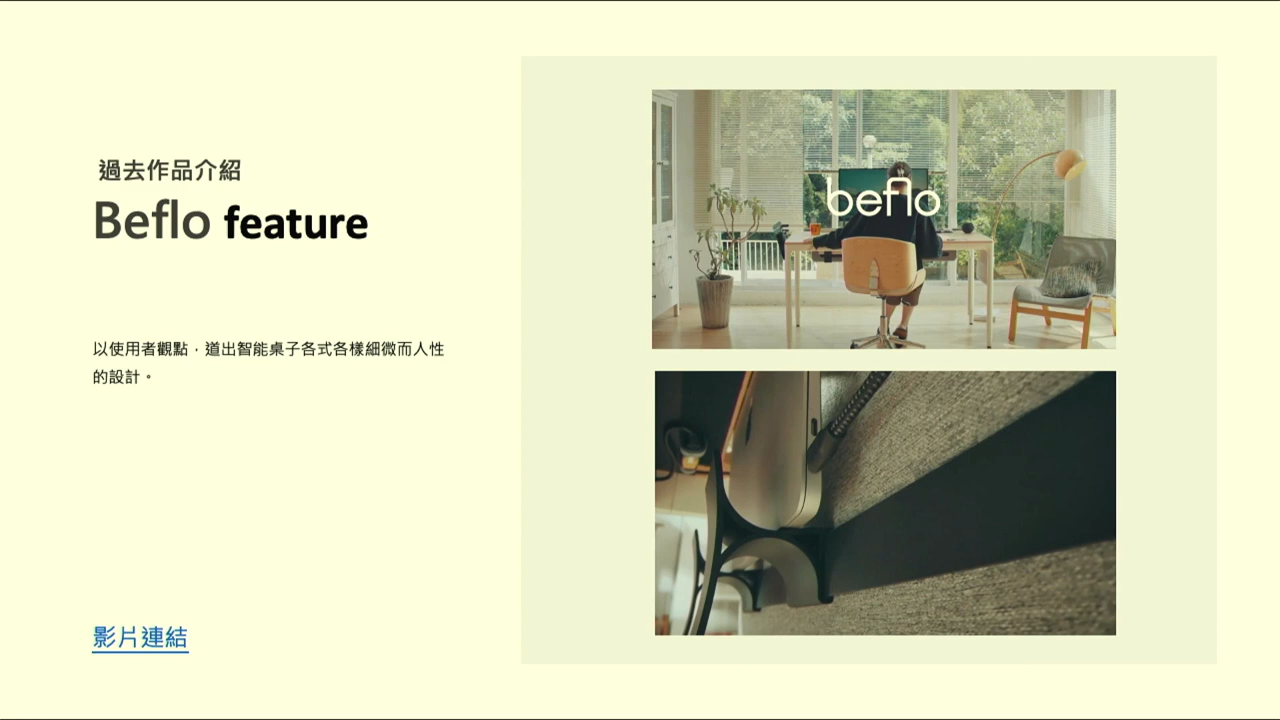 過去作品介紹
Beflo feature
以使用者觀點，道出智能桌子各式各樣細微而人性
的設計。
影片連結
beflo